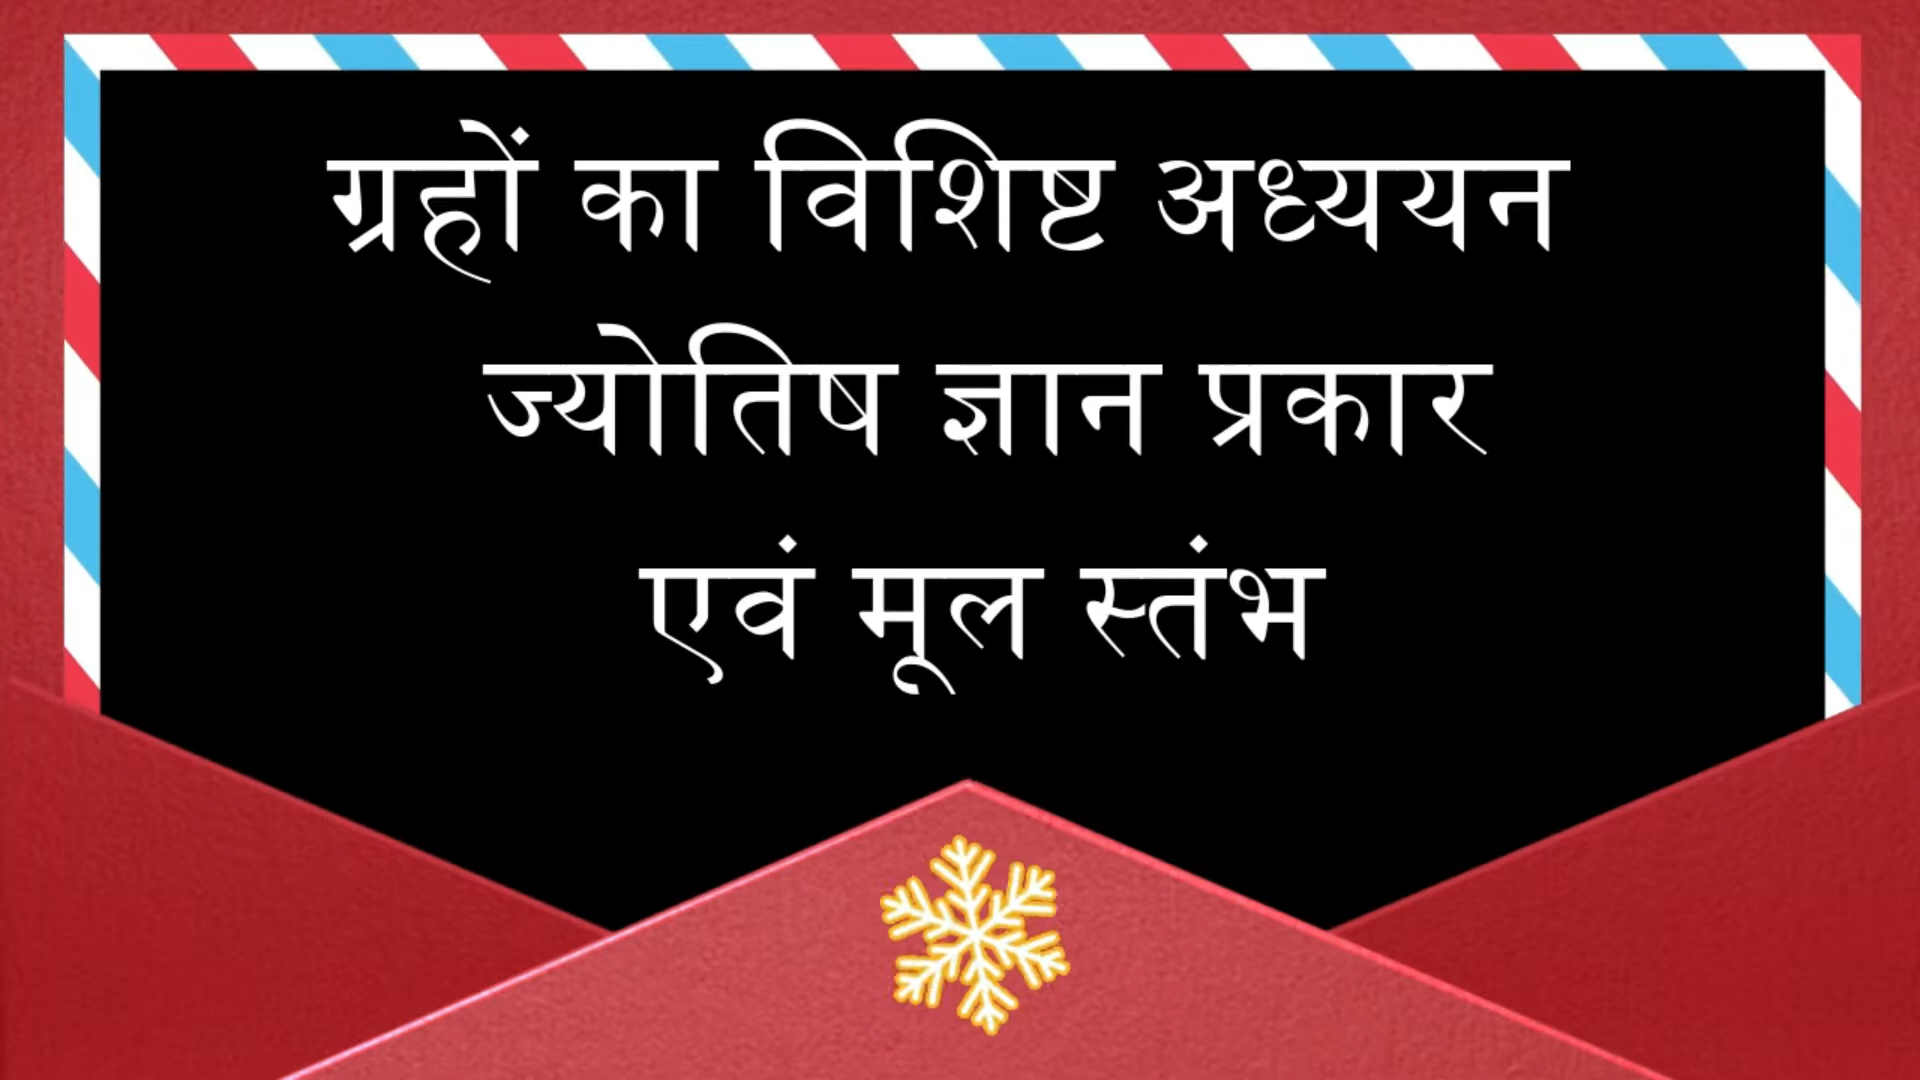 ग्रहों का विशिष्ट अध्ययन
ज्योतिष ज्ञान प्रकार
एवं मूल स्तंभ